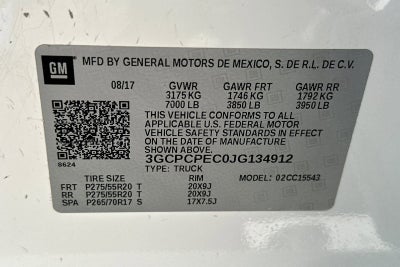 GM
MFD BY GENERAL MOTORS DE MEXICO, S. DE R.L. DE C.V.
08/17 GVWR GAWR FRT GAWR RR
3175 KG 1746 KG 1792 KG
7000 LB 3850 LB 3950 LB
THIS VEHICLE CONFORMS TO ALL
APPLICABLE U.S. FEDERAL MOTOR
VEHICLE SAFETY STANDARDS IN EFFECT
ON THE DATE OF MANUFACTURE SHOWN ABOVE.
3GCPCPEC0JG134912
8624
TYPE: TRUCK
TIRE SIZE RIM 02CC15543
FRT P275/55R20 T 20X9J
RR P275/55R20 T 20X9J
SPA P265/70R17 S 17X7.5J